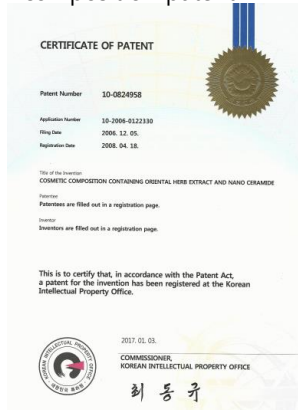 CERTIFICATE OF PATENT
Patent Number 10-0824958
Application Number 10-2006-0122330
Filing Date 2006. 12. 05.
Registration Date 2008. 04. 18.
Title of the Invention
COSMETIC COMPOSITION CONTAINING ORIENTAL HERB EXTRACT AND NANO CERAMIDE
Patentee
Patentees are filled out in a registration page.
Inventor
Inventors are filled out in a registration page.
This is to certify that, in accordance with the Patent Act,
a patent for the invention has been registered at the Korean
Intellectual Property Office.
2017. 01. 03.
COMMISSIONER,
KOREAN INTELLECTUAL PROPERTY OFFICE
최동규
KOREAN INTELLECTUAL PROPERTY OFFICE